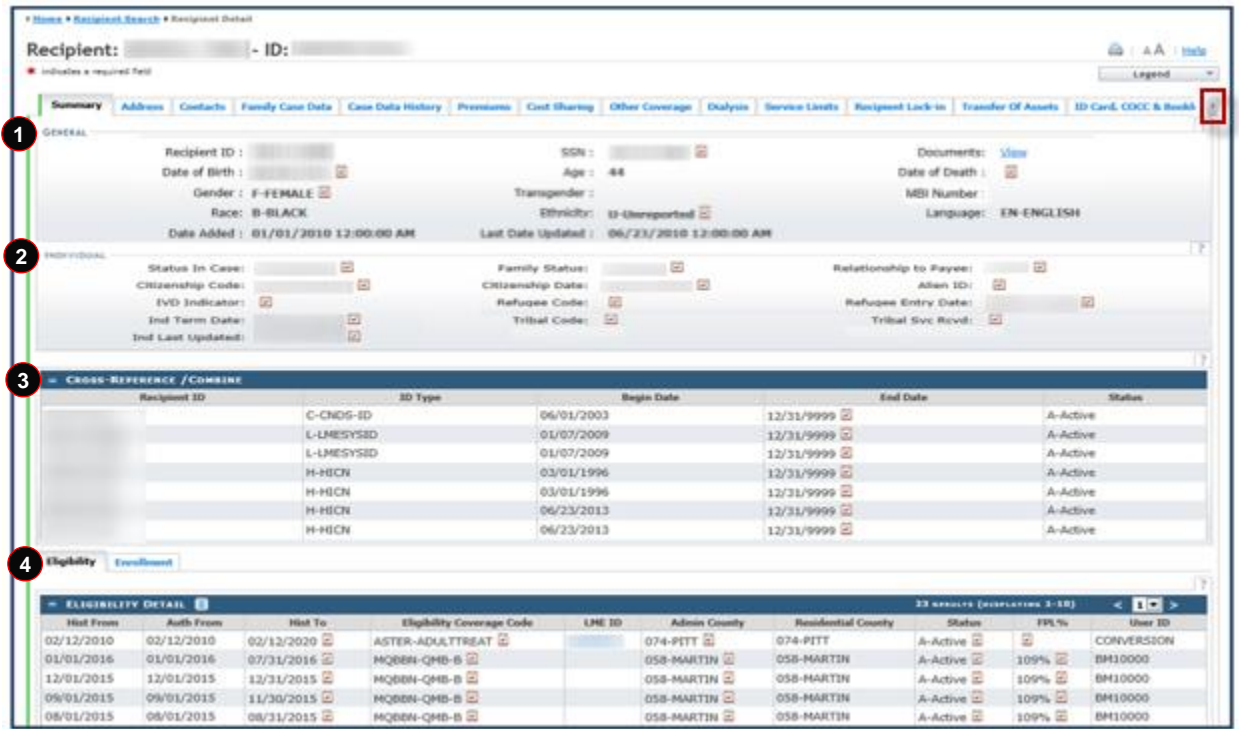 Home Recipient Search Recipient Detail
Recipient: - ID:
A A Help
* indicates a required field
Legend
Summary Address Contacts Family Case Data Case Data History Premiums Cost Sharing Other Coverage Dialysis Service Limits Recipient Lock-in Transfer Of Assets ID Card, COCC &
1
GENERAL
Recipient ID : SSN : Documents: View
Date of Birth : Age : 44 Date of Death :
Gender : F-FEMALE Transgender : MBI Number :
Race: B-BLACK Ethnicity: U-Unreported Language: EN-ENGLISH
Date Added : 01/01/2010 12:00:00 AM Last Date Updated : 06/23/2010 12:00:00 AM
?
2
INDIVIDUAL
Status In Case: Family Status: Relationship to Payee:
Citizenship Code: Citizenship Date: Alien ID:
IVD Indicator: Refugee Code: Refugee Entry Date:
Ind Term Date: Tribal Code: Tribal Svc Rcvd:
Ind Last Updated:
?
3
- CROSS-REFERENCE /COMBINE
Recipient ID ID Type Begin Date End Date Status
C-CNDS-ID 06/01/2003 12/31/9999 A-Active
L-LMESYSID 01/07/2009 12/31/9999 A-Active
L-LMESYSID 01/07/2009 12/31/9999 A-Active
H-HICN 03/01/1996 12/31/9999 A-Active
H-HICN 03/01/1996 12/31/9999 A-Active
H-HICN 06/23/2013 12/31/9999 A-Active
H-HICN 06/23/2013 12/31/9999 A-Active
4
Eligibility Enrollment
?
- ELIGIBILITY DETAIL 23 RESULTS (DISPLAYING 1-10) < 1 >
Hist From Auth From Hist To Eligibility Coverage Code LME ID Admin County Residential County Status FPL % User ID
02/12/2010 02/12/2010 02/12/2020 ASTER-ADULTTREAT 074-PITT 074-PITT A-Active CONVERSION
01/01/2016 01/01/2016 07/31/2016 MQBBN-QMB-B 058-MARTIN 058-MARTIN A-Active 109% BM10000
12/01/2015 12/01/2015 12/31/2015 MQBBN-QMB-B 058-MARTIN 058-MARTIN A-Active 109% BM10000
09/01/2015 09/01/2015 11/30/2015 MQBBN-QMB-B 058-MARTIN 058-MARTIN A-Active 109% BM10000
08/01/2015 08/01/2015 08/31/2015 MQBBN-QMB-B 058-MARTIN 058-MARTIN A-Active 109% BM10000